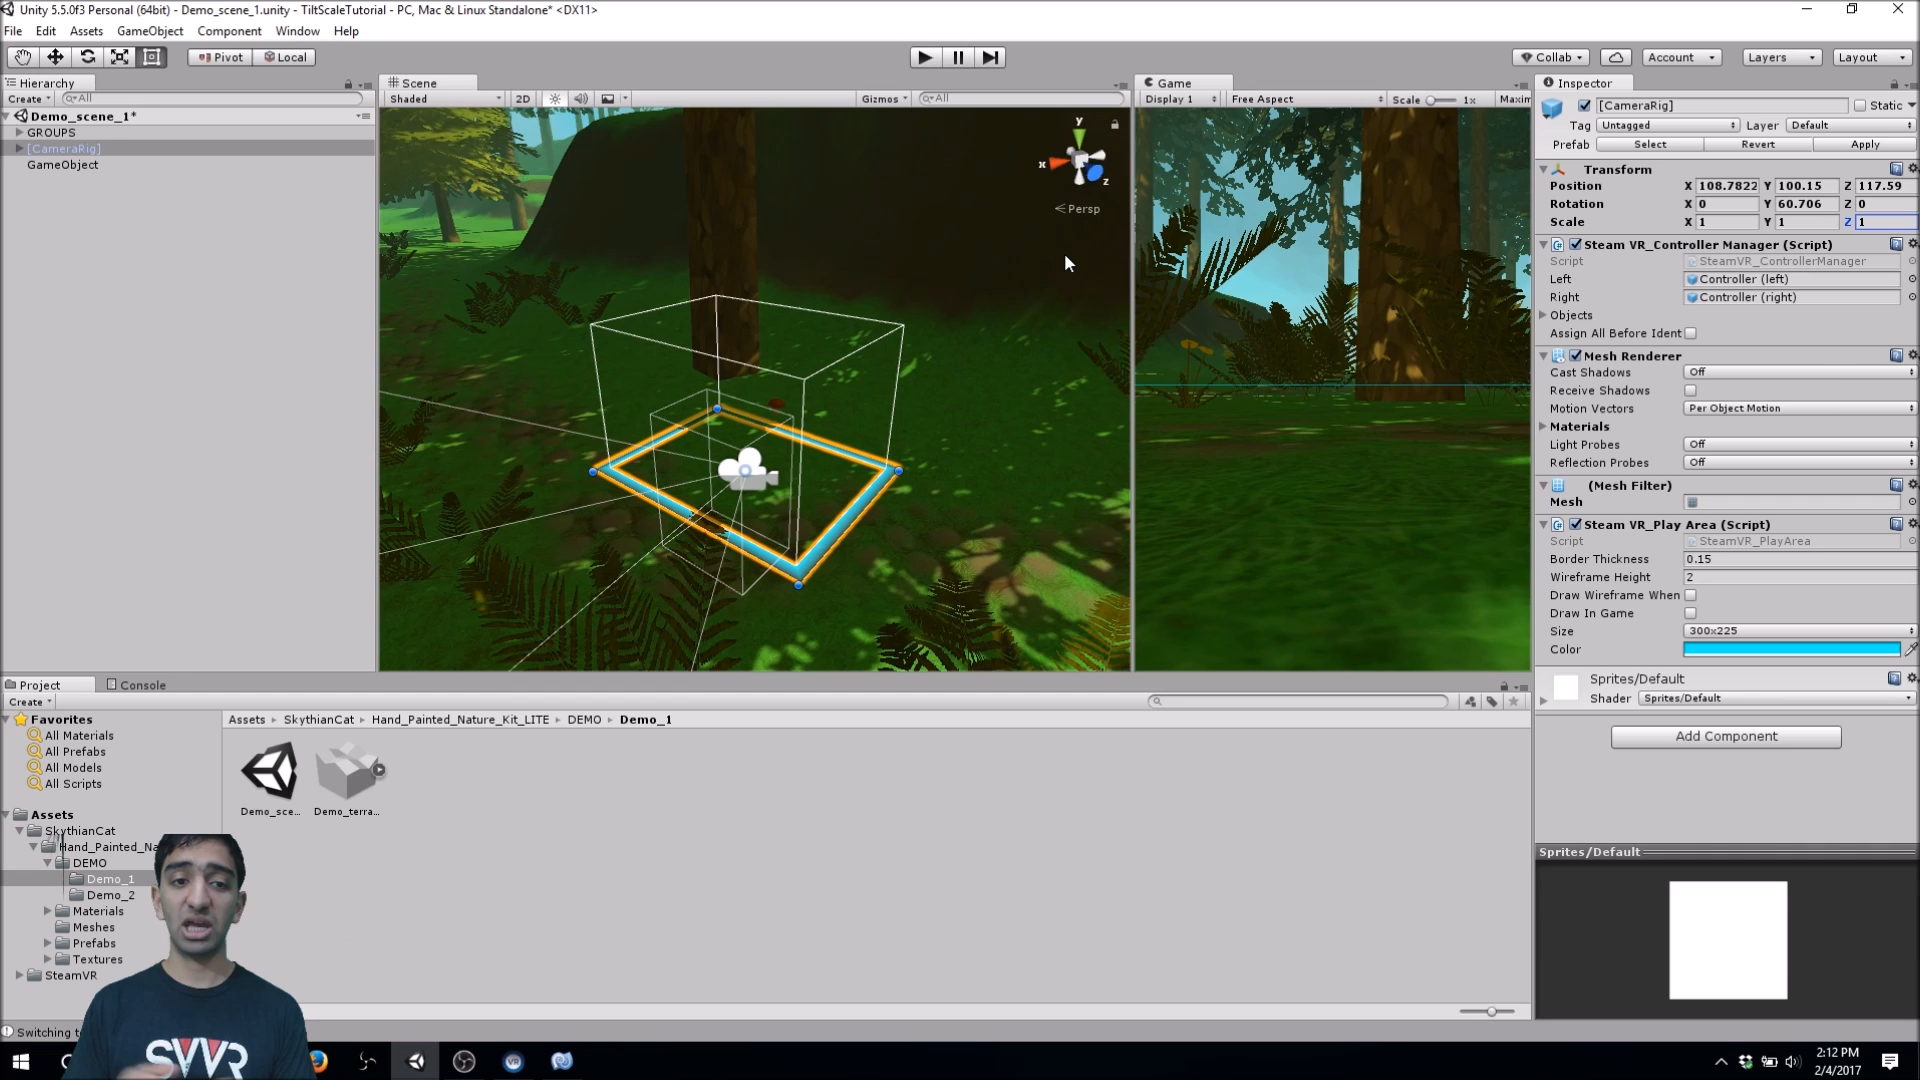 Unity 5.5.0f3 Personal (64bit) - Demo_scene_1.unity - TiltScaleTutorial - PC, Mac & Linux Standalone* <DX11>
File Edit Assets GameObject Component Window Help
Pivot Local Collab Account Layers Layout
Hierarchy
Create All
Demo_scene_1*
GROUPS
[CameraRig]
GameObject
Scene
Shaded 2D Gizmos All
y
x
z
Persp
Game
Display 1 Free Aspect Scale 1x Maxim
Inspector
[CameraRig] Static
Tag Untagged Layer Default
Prefab Select Revert Apply
Transform
Position X 108.7822 Y 100.15 Z 117.59
Rotation X 0 Y 60.706 Z 0
Scale X 1 Y 1 Z 1
Steam VR_Controller Manager (Script)
Script SteamVR_ControllerManager
Left Controller (left)
Right Controller (right)
Objects
Assign All Before Ident
Mesh Renderer
Cast Shadows Off
Receive Shadows
Motion Vectors Per Object Motion
Materials
Light Probes Off
Reflection Probes Off
(Mesh Filter)
Mesh
Steam VR_Play Area (Script)
Script SteamVR_PlayArea
Border Thickness 0.15
Wireframe Height 2
Draw Wireframe When
Draw In Game
Size 300x225
Color
Sprites/Default
Shader Sprites/Default
Add Component
Sprites/Default
Project Console
Create
Favorites
All Materials
All Prefabs
All Models
All Scripts
Assets
SkythianCat
Hand_Painted_Na
DEMO
Demo_1
Demo_2
Materials
Meshes
Prefabs
Textures
SteamVR
Assets SkythianCat Hand_Painted_Nature_Kit_LITE DEMO Demo_1
Demo_sce...
Demo_terra...
Switching t
SVVR
2:12 PM
2/4/2017